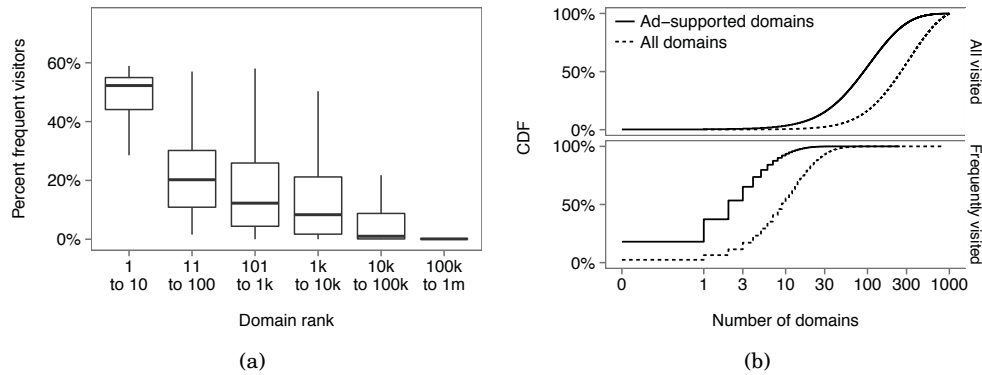 Percent frequent visitors
60%
40%
20%
0%
1 to 10
11 to 100
101 to 1k
1k to 10k
10k to 100k
100k to 1m
Domain rank
(a)
CDF
100%
50%
0%
100%
50%
0%
Ad−supported domains
All domains
All visited
Frequently visited
0 1 3 10 30 100 300 1000
Number of domains
(b)